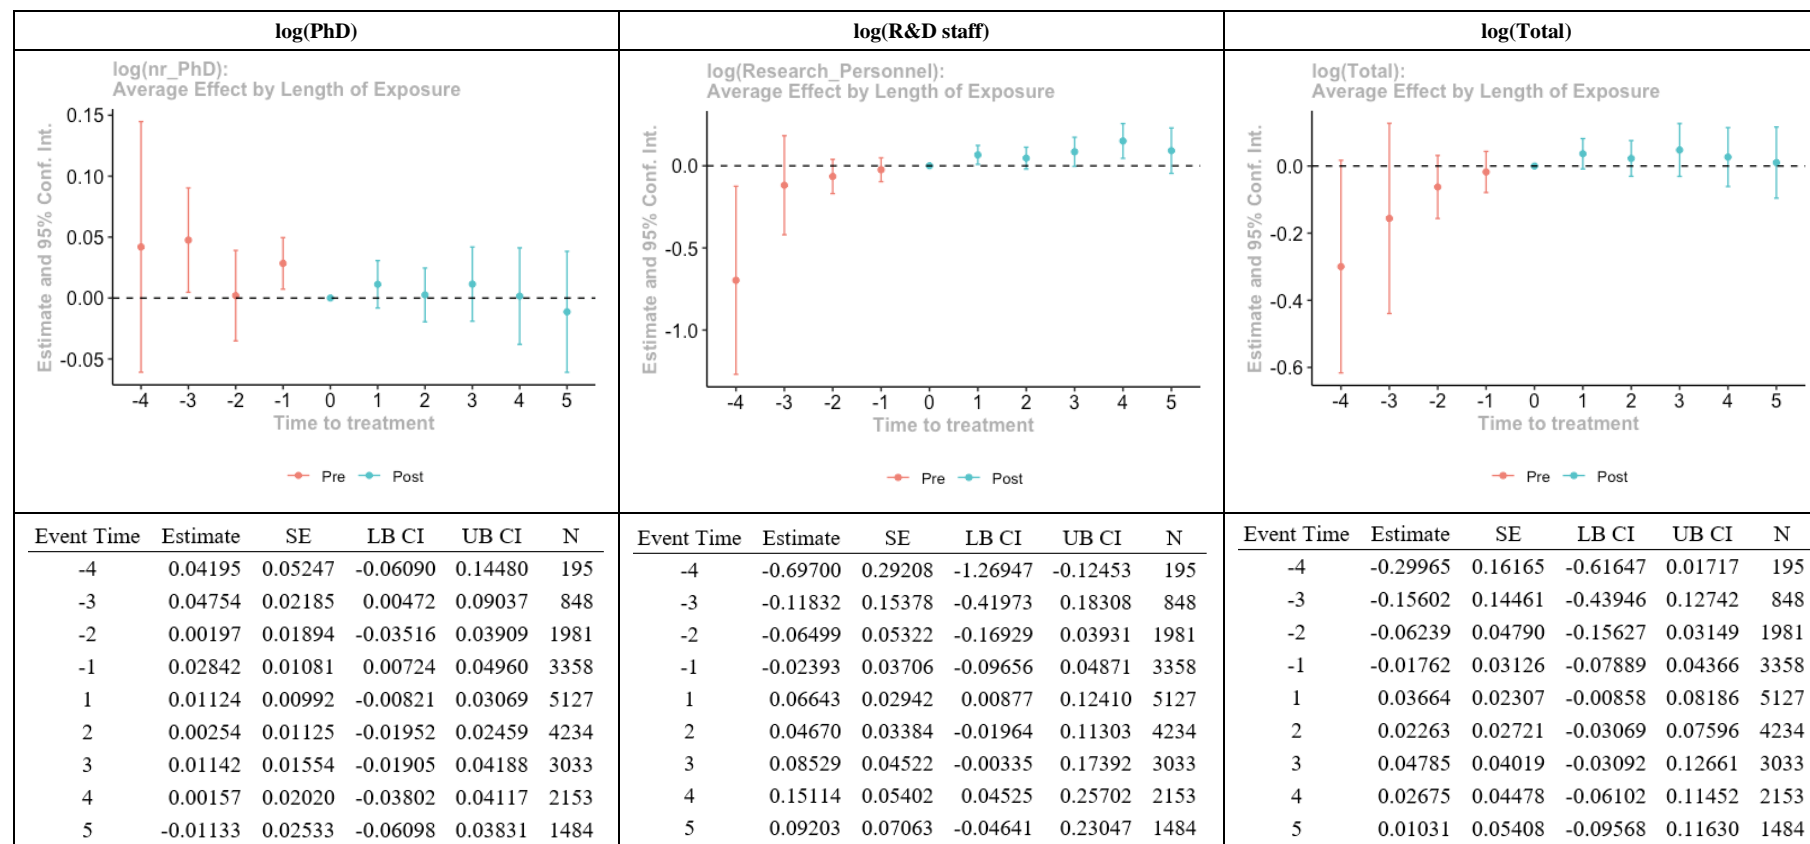 log(PhD)
log(R&D staff)
log(Total)
log(nr_PhD):
Average Effect by Length of Exposure
Estimate and 95% Conf. Int.
0.15
0.10
0.05
0.00
-0.05
-4 -3 -2 -1 0 1 2 3 4 5
Time to treatment
Pre Post
log(Research_Personnel):
Average Effect by Length of Exposure
Estimate and 95% Conf. Int.
0.0
-0.5
-1.0
-4 -3 -2 -1 0 1 2 3 4 5
Time to treatment
Pre Post
log(Total):
Average Effect by Length of Exposure
Estimate and 95% Conf. Int.
0.0
-0.2
-0.4
-0.6
-4 -3 -2 -1 0 1 2 3 4 5
Time to treatment
Pre Post
Event Time Estimate SE LB CI UB CI N
-4 0.04195 0.05247 -0.06090 0.14480 195
-3 0.04754 0.02185 0.00472 0.09037 848
-2 0.00197 0.01894 -0.03516 0.03909 1981
-1 0.02842 0.01081 0.00724 0.04960 3358
1 0.01124 0.00992 -0.00821 0.03069 5127
2 0.00254 0.01125 -0.01952 0.02459 4234
3 0.01142 0.01554 -0.01905 0.04188 3033
4 0.00157 0.02020 -0.03802 0.04117 2153
5 -0.01133 0.02533 -0.06098 0.03831 1484
Event Time Estimate SE LB CI UB CI N
-4 -0.69700 0.29208 -1.26947 -0.12453 195
-3 -0.11832 0.15378 -0.41973 0.18308 848
-2 -0.06499 0.05322 -0.16929 0.03931 1981
-1 -0.02393 0.03706 -0.09656 0.04871 3358
1 0.06643 0.02942 0.00877 0.12410 5127
2 0.04670 0.03384 -0.01964 0.11303 4234
3 0.08529 0.04522 -0.00335 0.17392 3033
4 0.15114 0.05402 0.04525 0.25702 2153
5 0.09203 0.07063 -0.04641 0.23047 1484
Event Time Estimate SE LB CI UB CI N
-4 -0.29965 0.16165 -0.61647 0.01717 195
-3 -0.15602 0.14461 -0.43946 0.12742 848
-2 -0.06239 0.04790 -0.15627 0.03149 1981
-1 -0.01762 0.03126 -0.07889 0.04366 3358
1 0.03664 0.02307 -0.00858 0.08186 5127
2 0.02263 0.02721 -0.03069 0.07596 4234
3 0.04785 0.04019 -0.03092 0.12661 3033
4 0.02675 0.04478 -0.06102 0.11452 2153
5 0.01031 0.05408 -0.09568 0.11630 1484